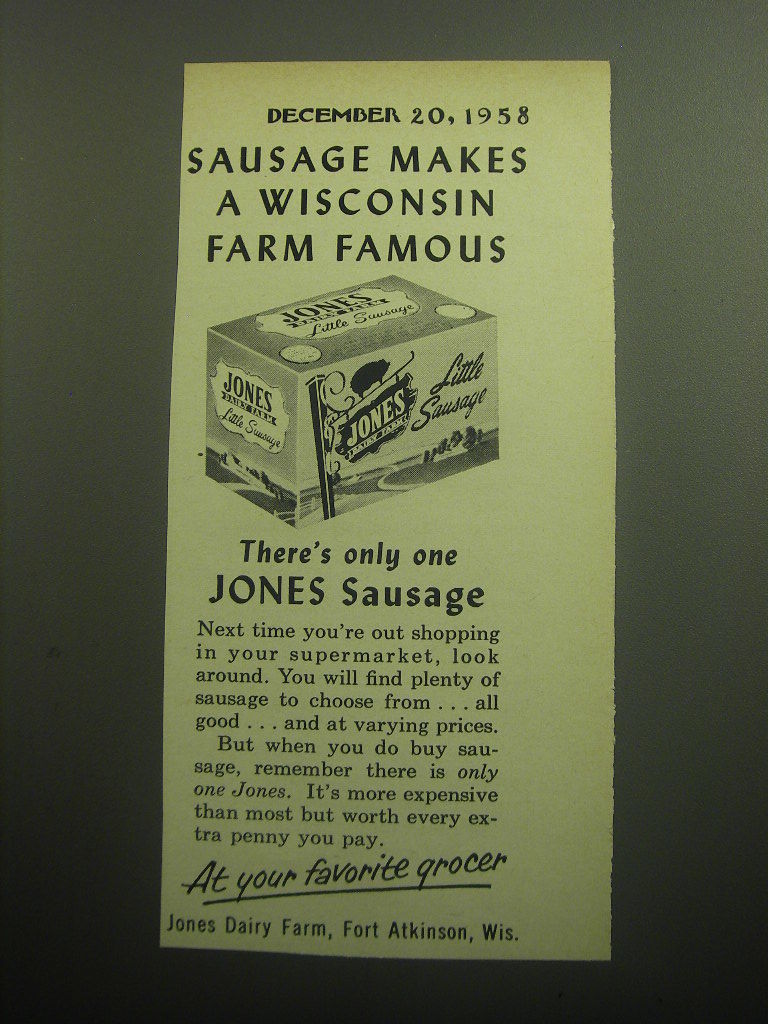 DECEMBER 20, 1958
SAUSAGE MAKES
A WISCONSIN
FARM FAMOUS
JONES
DAIRY FARM
Little Sausage
JONES
DAIRY FARM
Little Sausage
JONES
DAIRY FARM
Little
Sausage
There's only one
JONES Sausage
Next time you're out shopping
in your supermarket, look
around. You will find plenty of
sausage to choose from . . . all
good . . . and at varying prices.
But when you do buy sau-
sage, remember there is only
one Jones. It's more expensive
than most but worth every ex-
tra penny you pay.
At your favorite grocer
Jones Dairy Farm, Fort Atkinson, Wis.